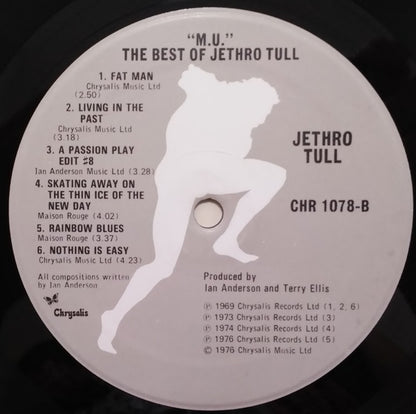 "M.U."
THE BEST OF JETHRO TULL
1. FAT MAN
Chrysalis Music Ltd
(2.50)
2. LIVING IN THE
PAST
Chrysalis Music Ltd
(3.18)
3. A PASSION PLAY
EDIT #8
Ian Anderson Music Ltd (3.28)
4. SKATING AWAY ON
THE THIN ICE OF THE
NEW DAY
Maison Rouge (4.02)
5. RAINBOW BLUES
Maison Rouge (3.37)
6. NOTHING IS EASY
Chrysalis Music Ltd (4.23)
All compositions written
by Ian Anderson.
Chrysalis
JETHRO
TULL
CHR 1078-B
Produced by
Ian Anderson and Terry Ellis
℗ 1969 Chrysalis Records Ltd (1, 2, 6)
℗ 1973 Chrysalis Records Ltd (3)
℗ 1974 Chrysalis Records Ltd (4)
℗ 1976 Chrysalis Records Ltd (5)
© 1976 Chrysalis Music Ltd